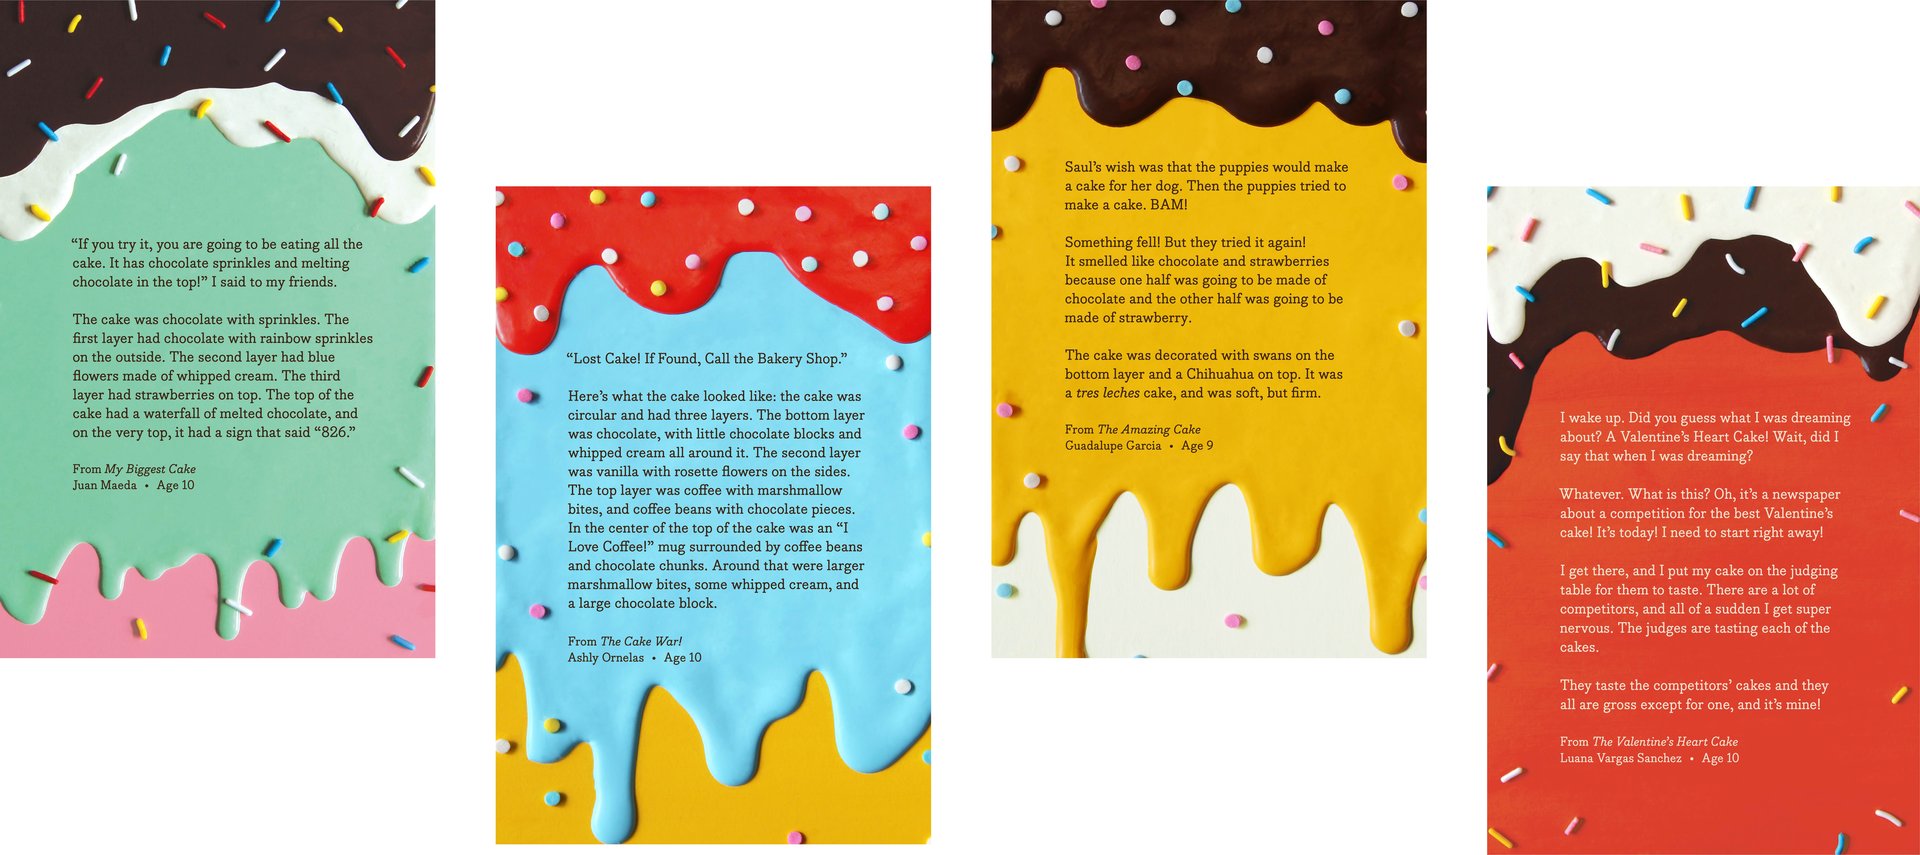 “If you try it, you are going to be eating all the
cake. It has chocolate sprinkles and melting
chocolate in the top!” I said to my friends.
The cake was chocolate with sprinkles. The
first layer had chocolate with rainbow sprinkles
on the outside. The second layer had blue
flowers made of whipped cream. The third
layer had strawberries on top. The top of the
cake had a waterfall of melted chocolate, and
on the very top, it had a sign that said “826.”
From My Biggest Cake
Juan Maeda • Age 10
“Lost Cake! If Found, Call the Bakery Shop.”
Here’s what the cake looked like: the cake was
circular and had three layers. The bottom layer
was chocolate, with little chocolate blocks and
whipped cream all around it. The second layer
was vanilla with rosette flowers on the sides.
The top layer was coffee with marshmallow
bites, and coffee beans with chocolate pieces.
In the center of the top of the cake was an “I
Love Coffee!” mug surrounded by coffee beans
and chocolate chunks. Around that were larger
marshmallow bites, some whipped cream, and
a large chocolate block.
From The Cake War!
Ashly Ornelas • Age 10
Saul’s wish was that the puppies would make
a cake for her dog. Then the puppies tried to
make a cake. BAM!
Something fell! But they tried it again!
It smelled like chocolate and strawberries
because one half was going to be made of
chocolate and the other half was going to be
made of strawberry.
The cake was decorated with swans on the
bottom layer and a Chihuahua on top. It was
a tres leches cake, and was soft, but firm.
From The Amazing Cake
Guadalupe Garcia • Age 9
I wake up. Did you guess what I was dreaming
about? A Valentine’s Heart Cake! Wait, did I
say that when I was dreaming?
Whatever. What is this? Oh, it’s a newspaper
about a competition for the best Valentine’s
cake! It’s today! I need to start right away!
I get there, and I put my cake on the judging
table for them to taste. There are a lot of
competitors, and all of a sudden I get super
nervous. The judges are tasting each of the
cakes.
They taste the competitors’ cakes and they
all are gross except for one, and it’s mine!
From The Valentine’s Heart Cake
Luana Vargas Sanchez • Age 10